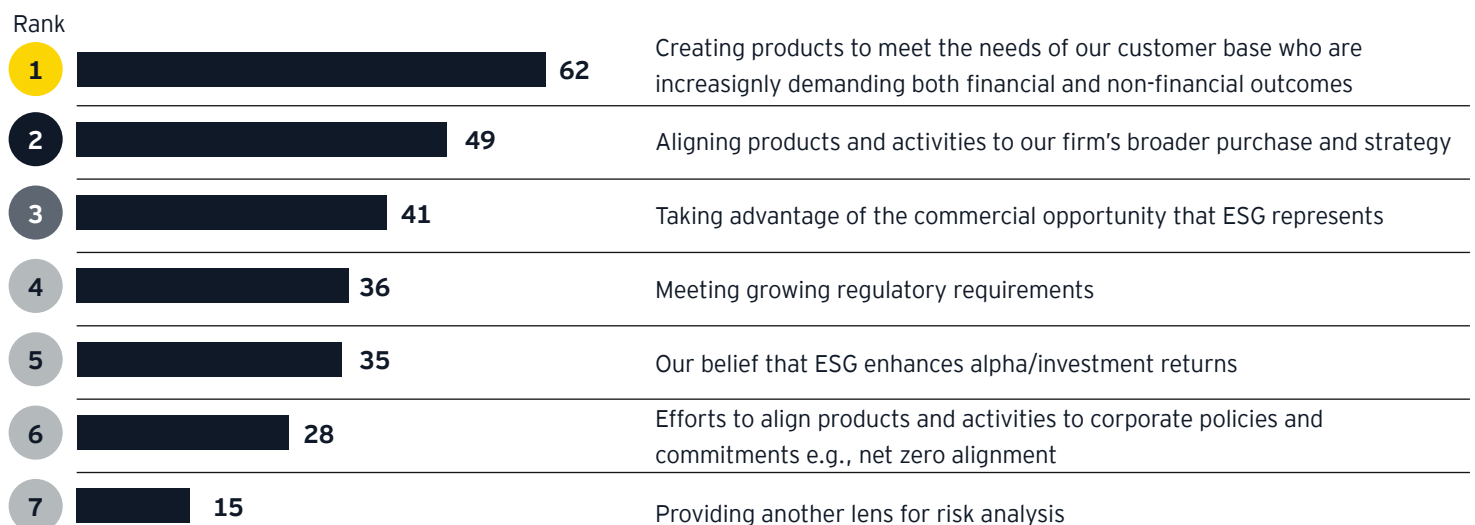 Rank
1
62
Creating products to meet the needs of our customer base who are
increasignly demanding both financial and non-financial outcomes
2
49
Aligning products and activities to our firm's broader purchase and strategy
3
41
Taking advantage of the commercial opportunity that ESG represents
4
36
Meeting growing regulatory requirements
5
35
Our belief that ESG enhances alpha/investment returns
6
28
Efforts to align products and activities to corporate policies and
commitments e.g., net zero alignment
7
15
Providing another lens for risk analysis